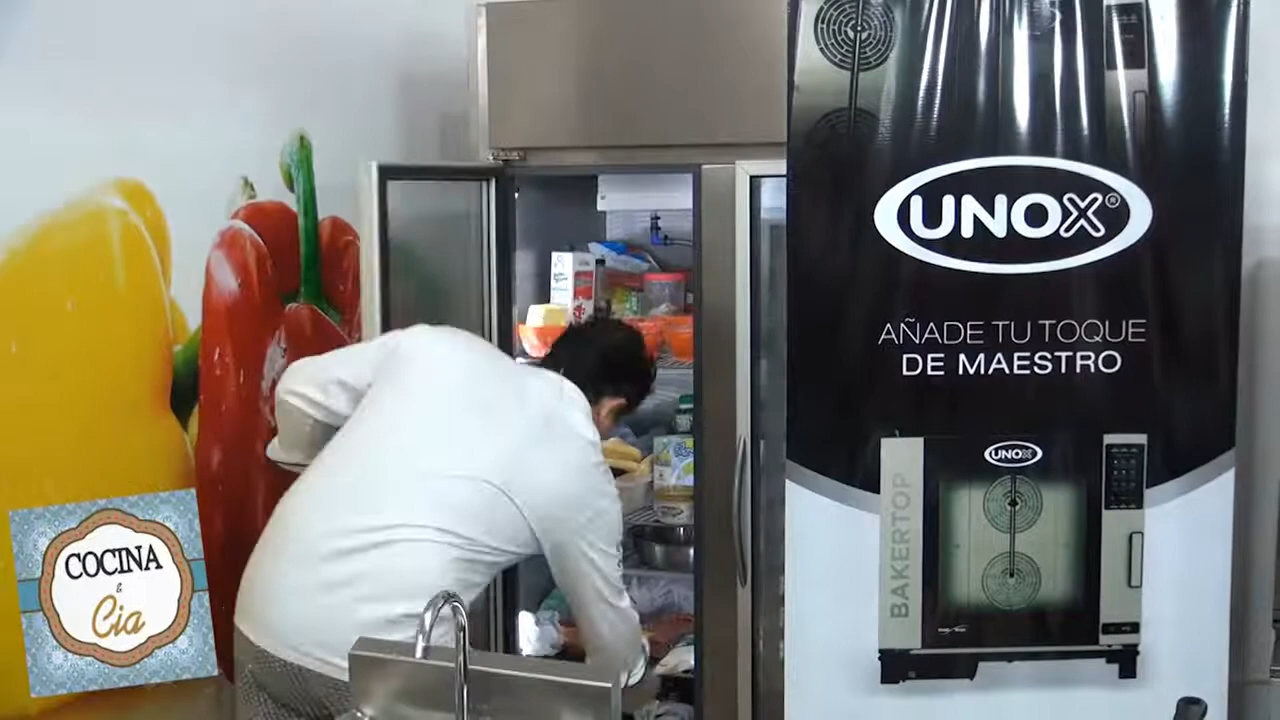 UNOX®
AÑADE TU TOQUE
DE MAESTRO
UNOX
BAKERTOP
COCINA
&
Cia